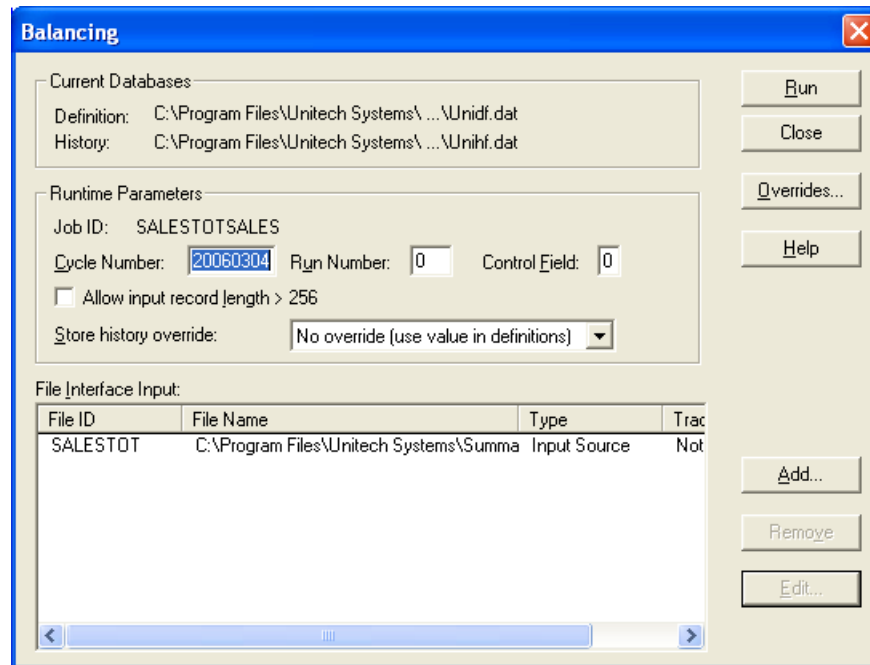 Balancing
Current Databases
Definition: C:\Program Files\Unitech Systems\ ...\Unidf.dat
History: C:\Program Files\Unitech Systems\ ...\Unihf.dat
Run
Close
Overrides...
Help
Runtime Parameters
Job ID: SALESTOTSALES
Cycle Number: 20060304 Run Number: 0 Control Field: 0
Allow input record length > 256
Store history override: No override (use value in definitions)
File Interface Input:
File ID File Name Type Trac
SALESTOT C:\Program Files\Unitech Systems\Summa Input Source Not
Add...
Remove
Edit...